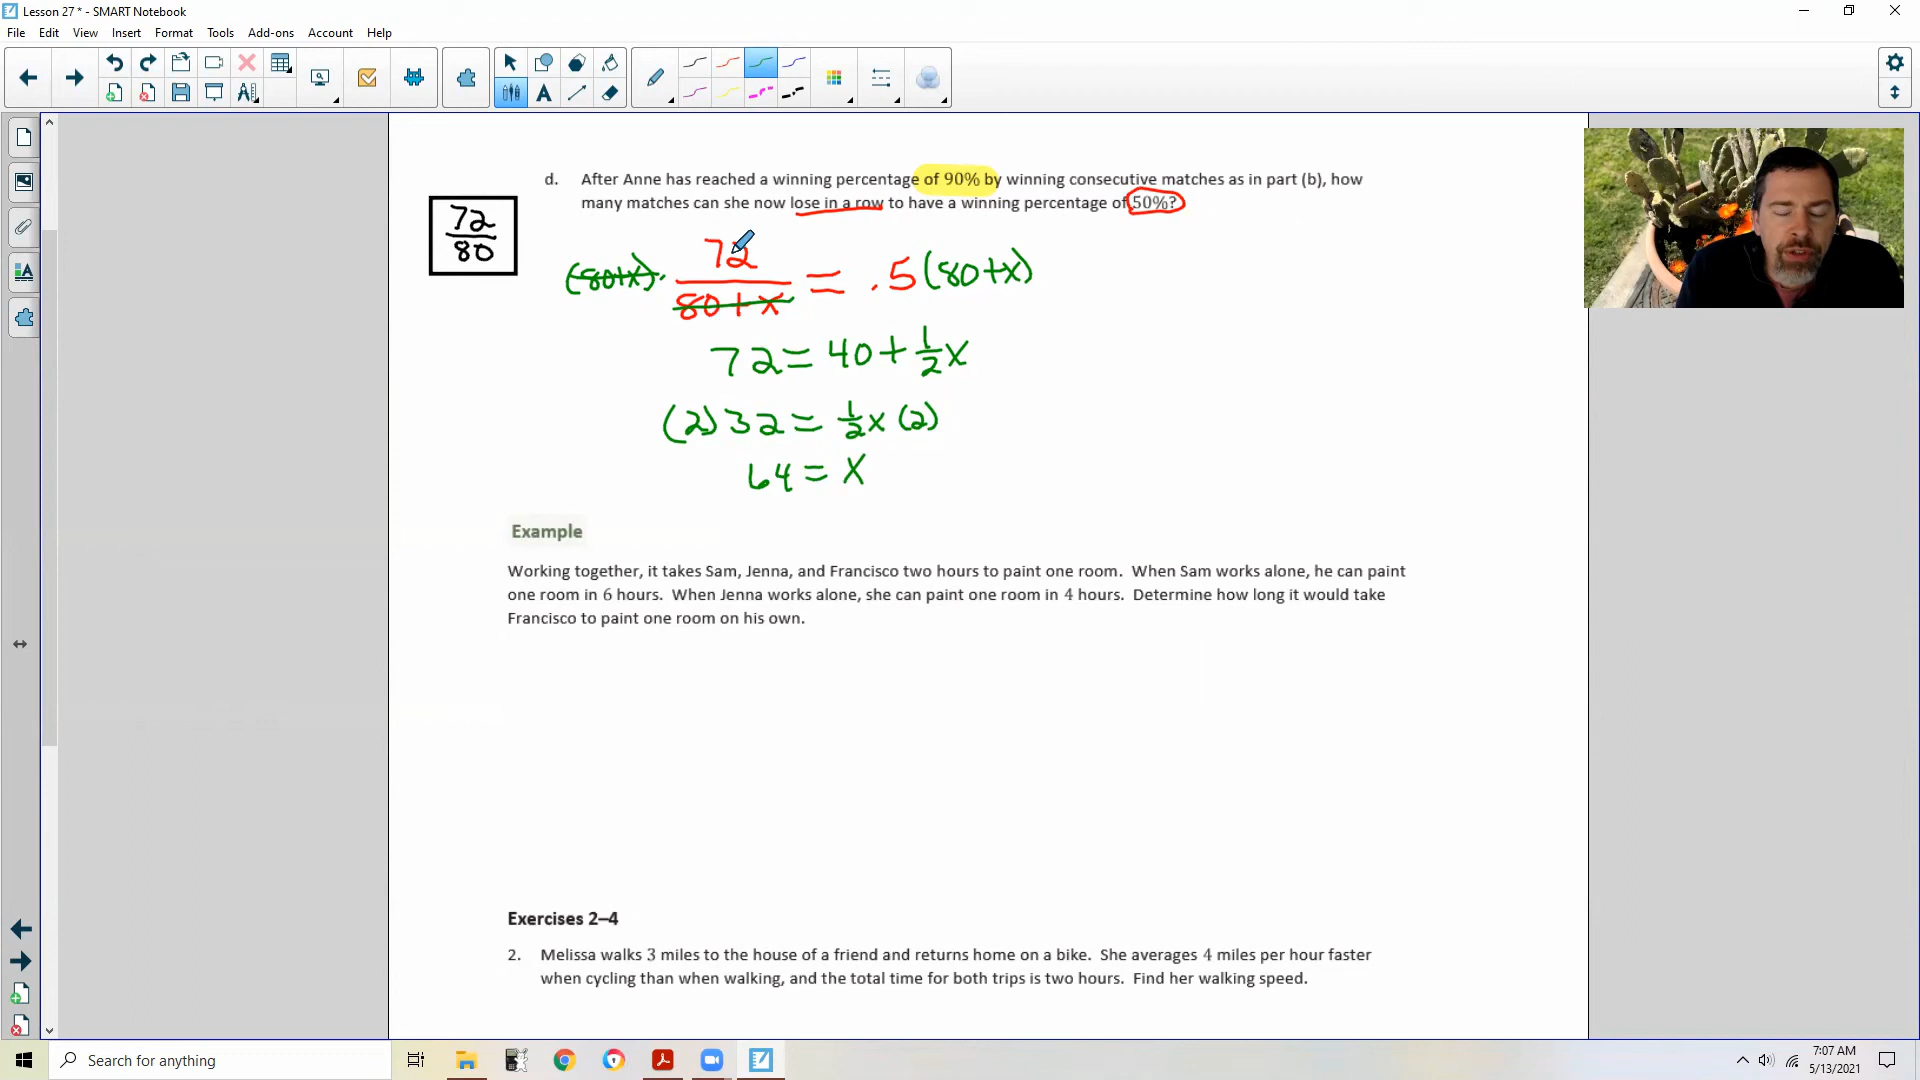 Lesson 27 * - SMART Notebook
File Edit View Insert Format Tools Add-ons Account Help
d. After Anne has reached a winning percentage of 90% by winning consecutive matches as in part (b), how
many matches can she now lose in a row to have a winning percentage of 50%?
72
80
(80+x)· 72/80+x = .5(80+x)
72 = 40 + 1/2x
(2)32 = 1/2x(2)
64 = x
Example
Working together, it takes Sam, Jenna, and Francisco two hours to paint one room. When Sam works alone, he can paint
one room in 6 hours. When Jenna works alone, she can paint one room in 4 hours. Determine how long it would take
Francisco to paint one room on his own.
Exercises 2–4
2. Melissa walks 3 miles to the house of a friend and returns home on a bike. She averages 4 miles per hour faster
when cycling than when walking, and the total time for both trips is two hours. Find her walking speed.
Search for anything
7:07 AM
5/13/2021